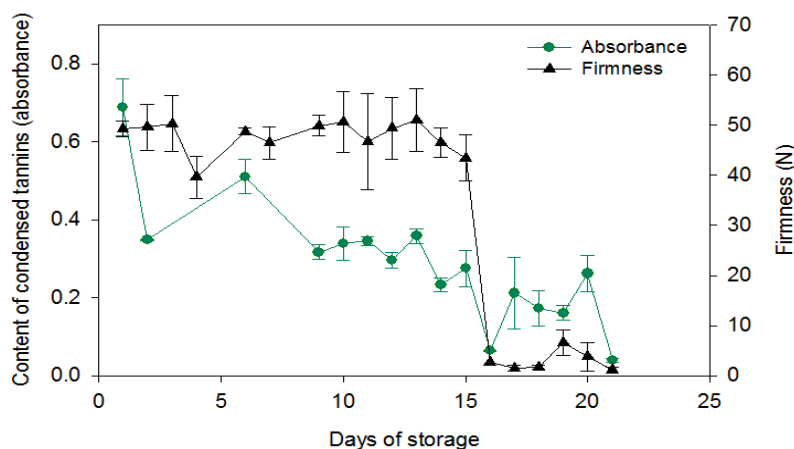 Absorbance
Firmness
Content of condensed tannins (absorbance)
0.8
0.6
0.4
0.2
0.0
70
60
50
40
30
20
10
0
Firmness (N)
0 5 10 15 20 25
Days of storage